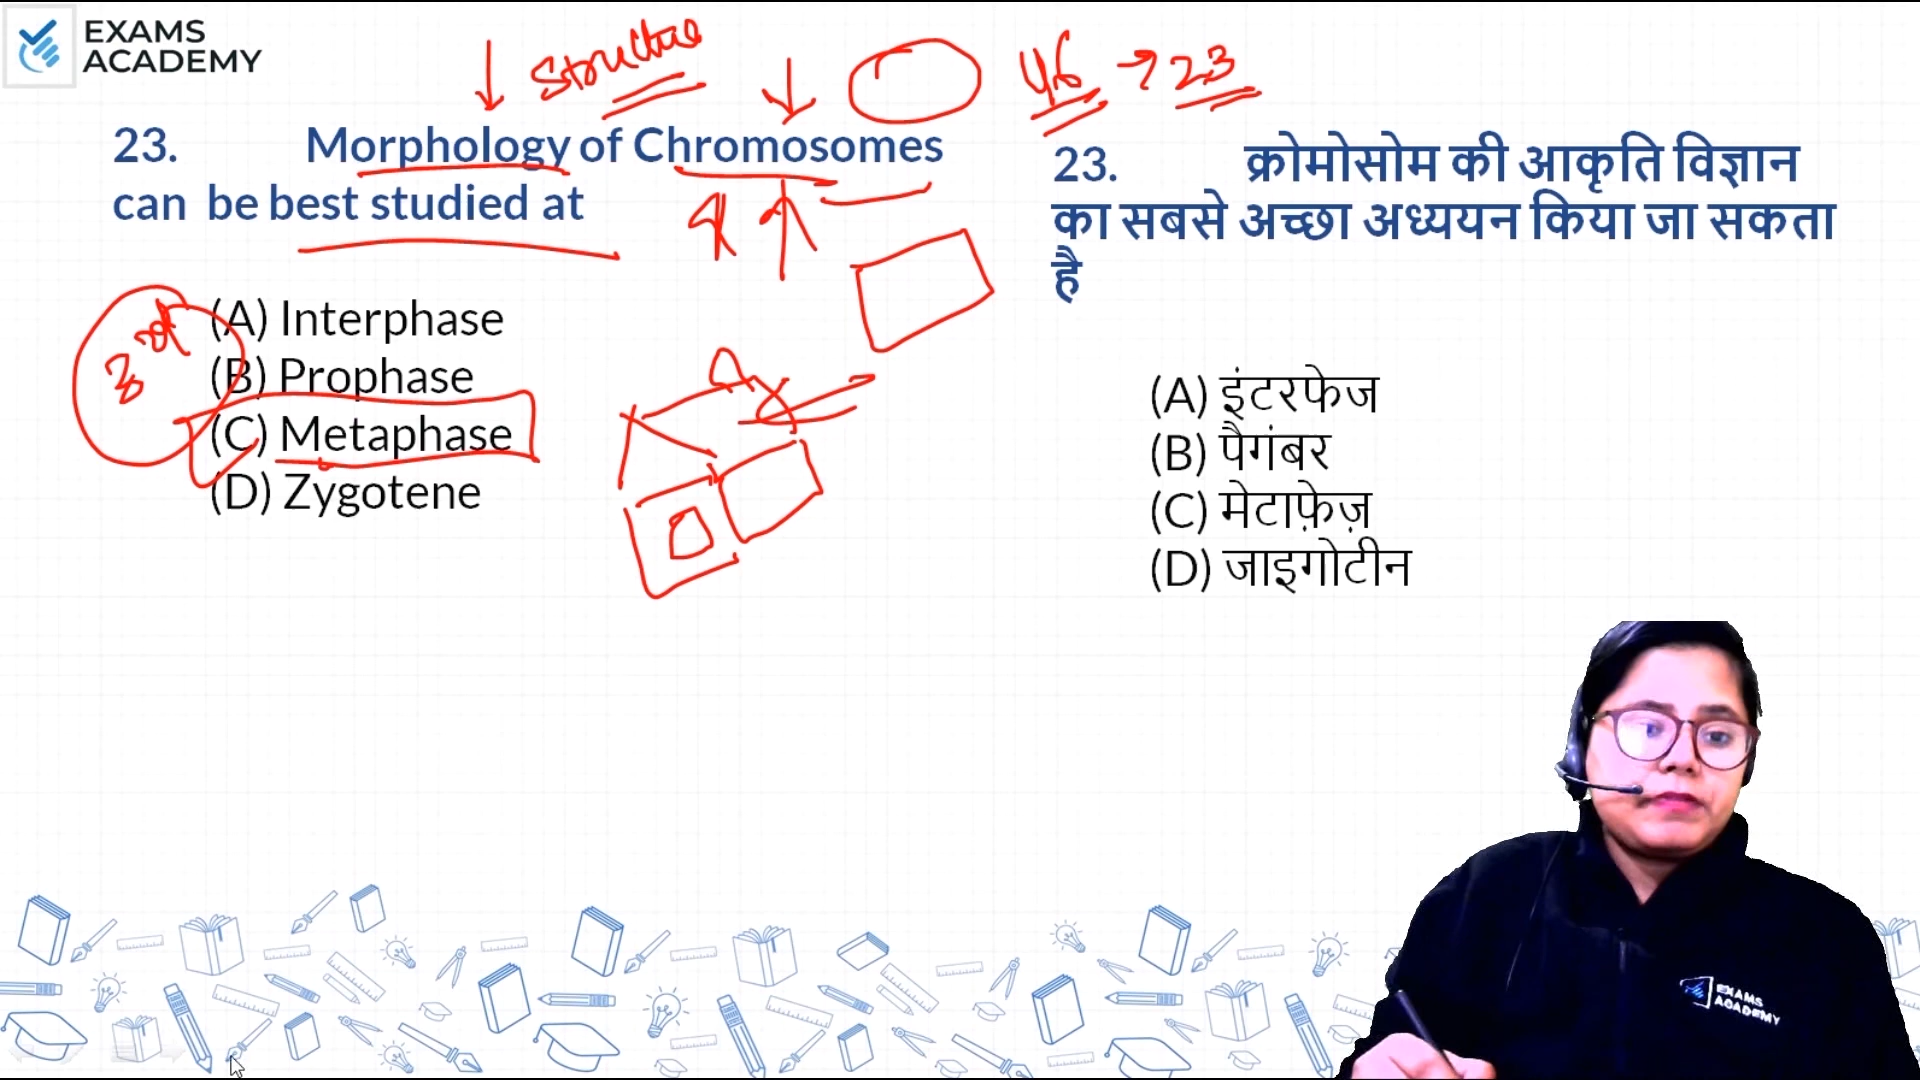 EXAMS
ACADEMY
Structure
46 → 23
23. Morphology of Chromosomes
can be best studied at
(A) Interphase
(B) Prophase
(C) Metaphase
(D) Zygotene
3rd
23. क्रोमोसोम की आकृति विज्ञान
का सबसे अच्छा अध्ययन किया जा सकता
है
(A) इंटरफेज
(B) पैगंबर
(C) मेटाफ़ेज़
(D) जाइगोटीन
EXAMS
ACADEMY